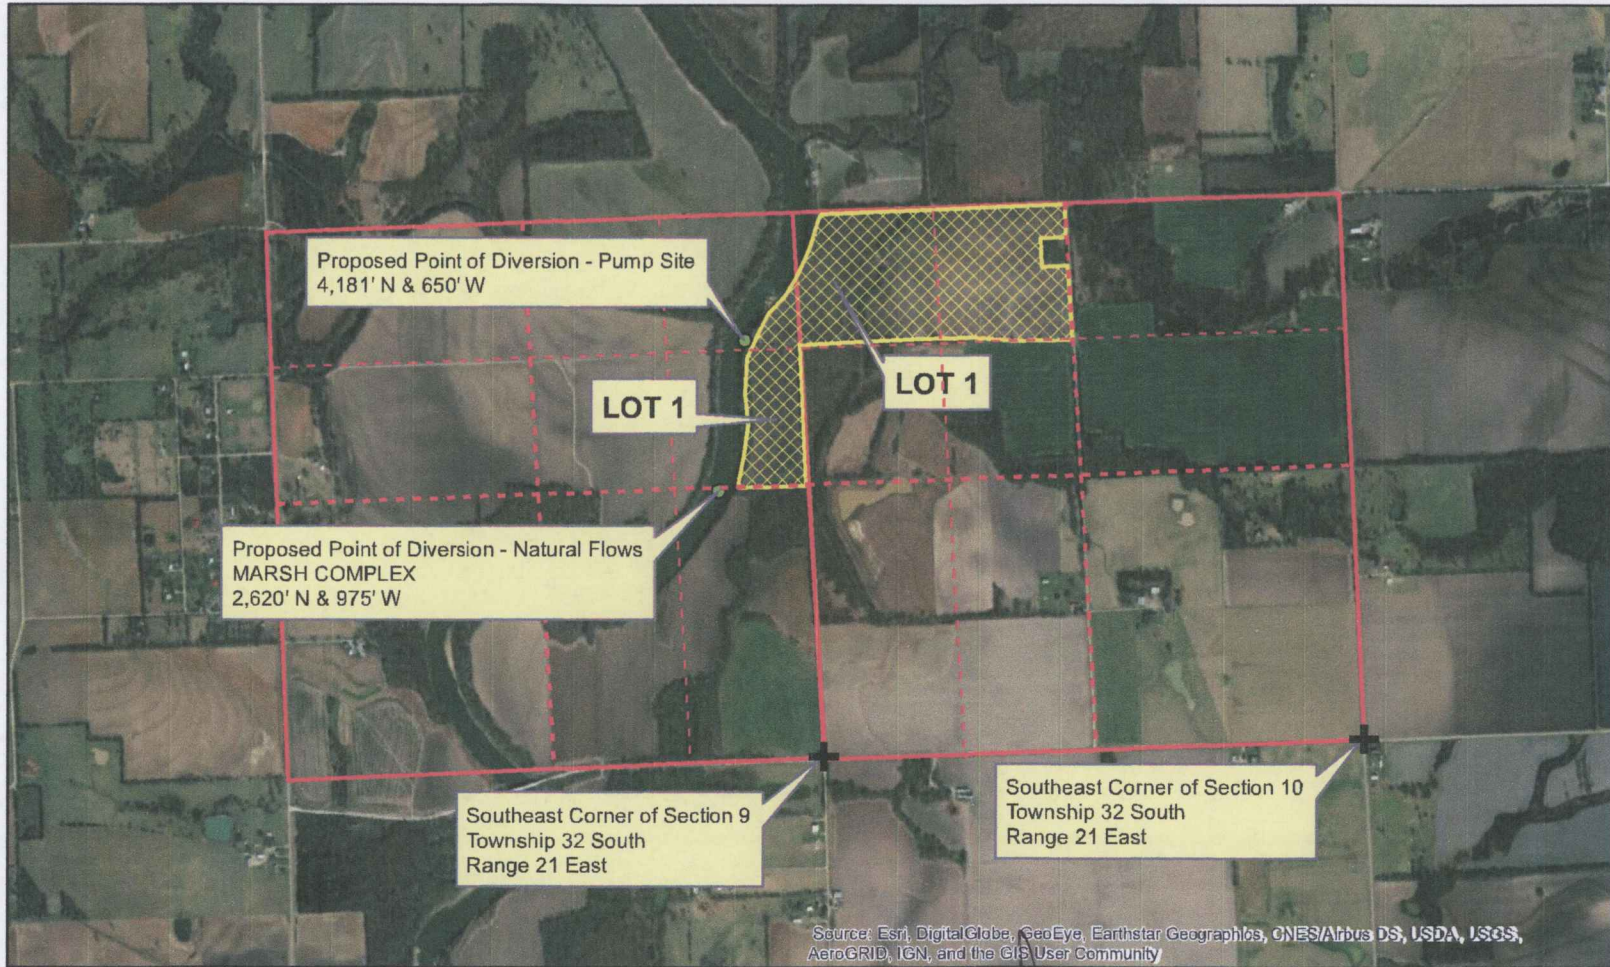 Proposed Point of Diversion - Pump Site
4,181' N & 650' W
LOT 1
LOT 1
Proposed Point of Diversion - Natural Flows
MARSH COMPLEX
2,620' N & 975' W
Southeast Corner of Section 9
Township 32 South
Range 21 East
Southeast Corner of Section 10
Township 32 South
Range 21 East
Source: Esri, DigitalGlobe, GeoEye, Earthstar Geographics, CNES/Airbus DS, USDA, USGS,
AeroGRID, IGN, and the GIS User Community